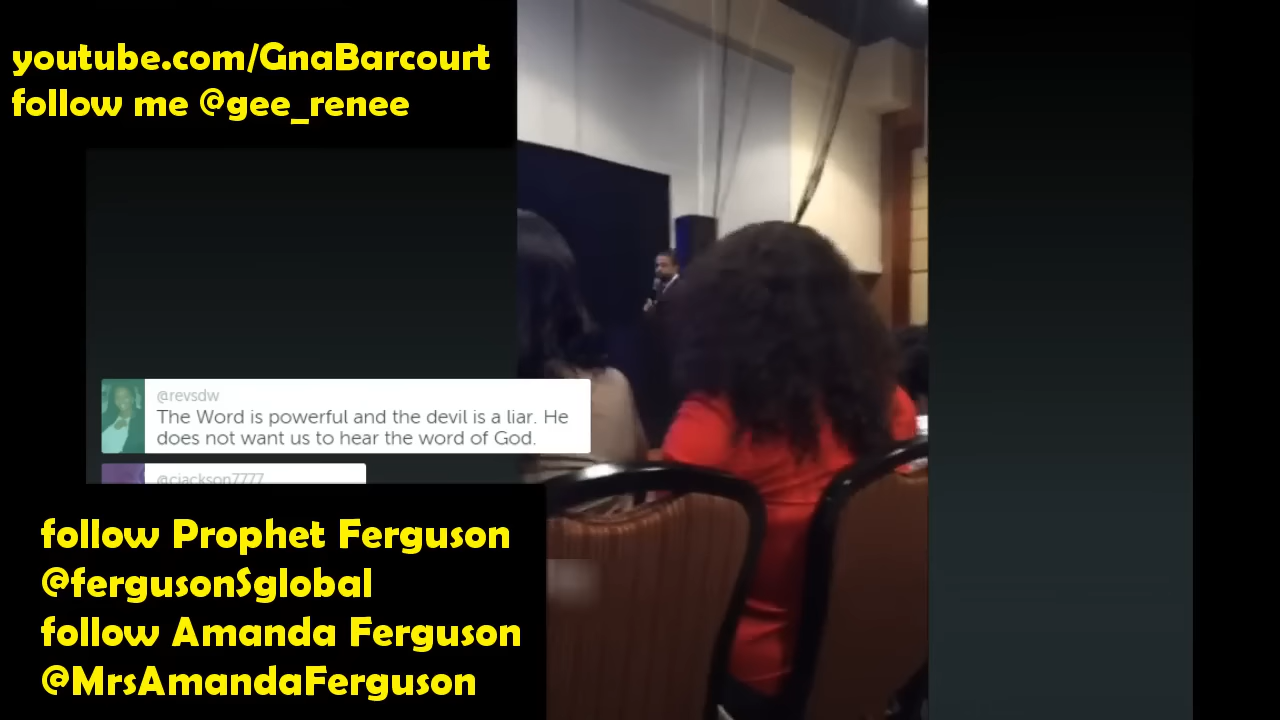 youtube.com/GnaBarcourt
follow me @gee_renee
@revsdw
The Word is powerful and the devil is a liar. He
does not want us to hear the word of God.
@cjackson7777
follow Prophet Ferguson
@fergusonSglobal
follow Amanda Ferguson
@MrsAmandaFerguson